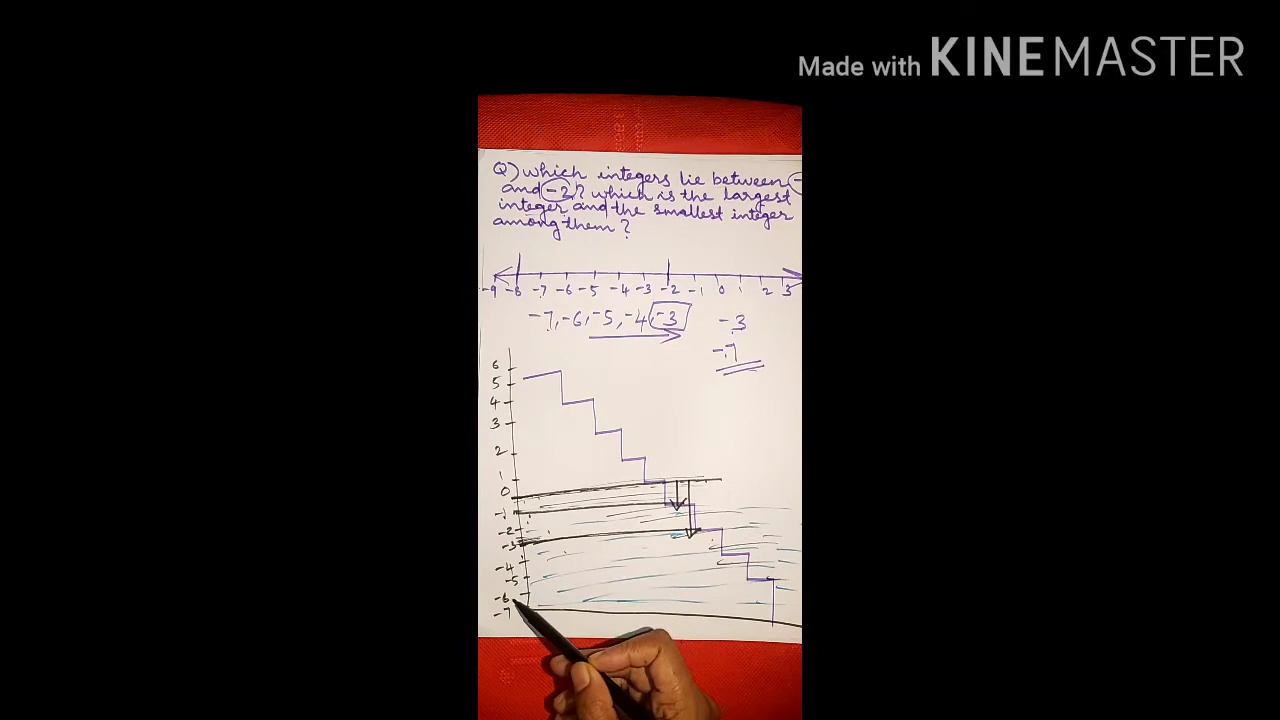 Made with KINEMASTER
Q) which integers lie between -
and -2? which is the largest
integer and the smallest integer
among them?
-9 -8 -7 -6 -5 -4 -3 -2 -1 0 1 2 3
-7, -6, -5, -4, -3
-3
-7
6
5
4
3
2
1
0
-1
-2
-3
-4
-5
-6
-7